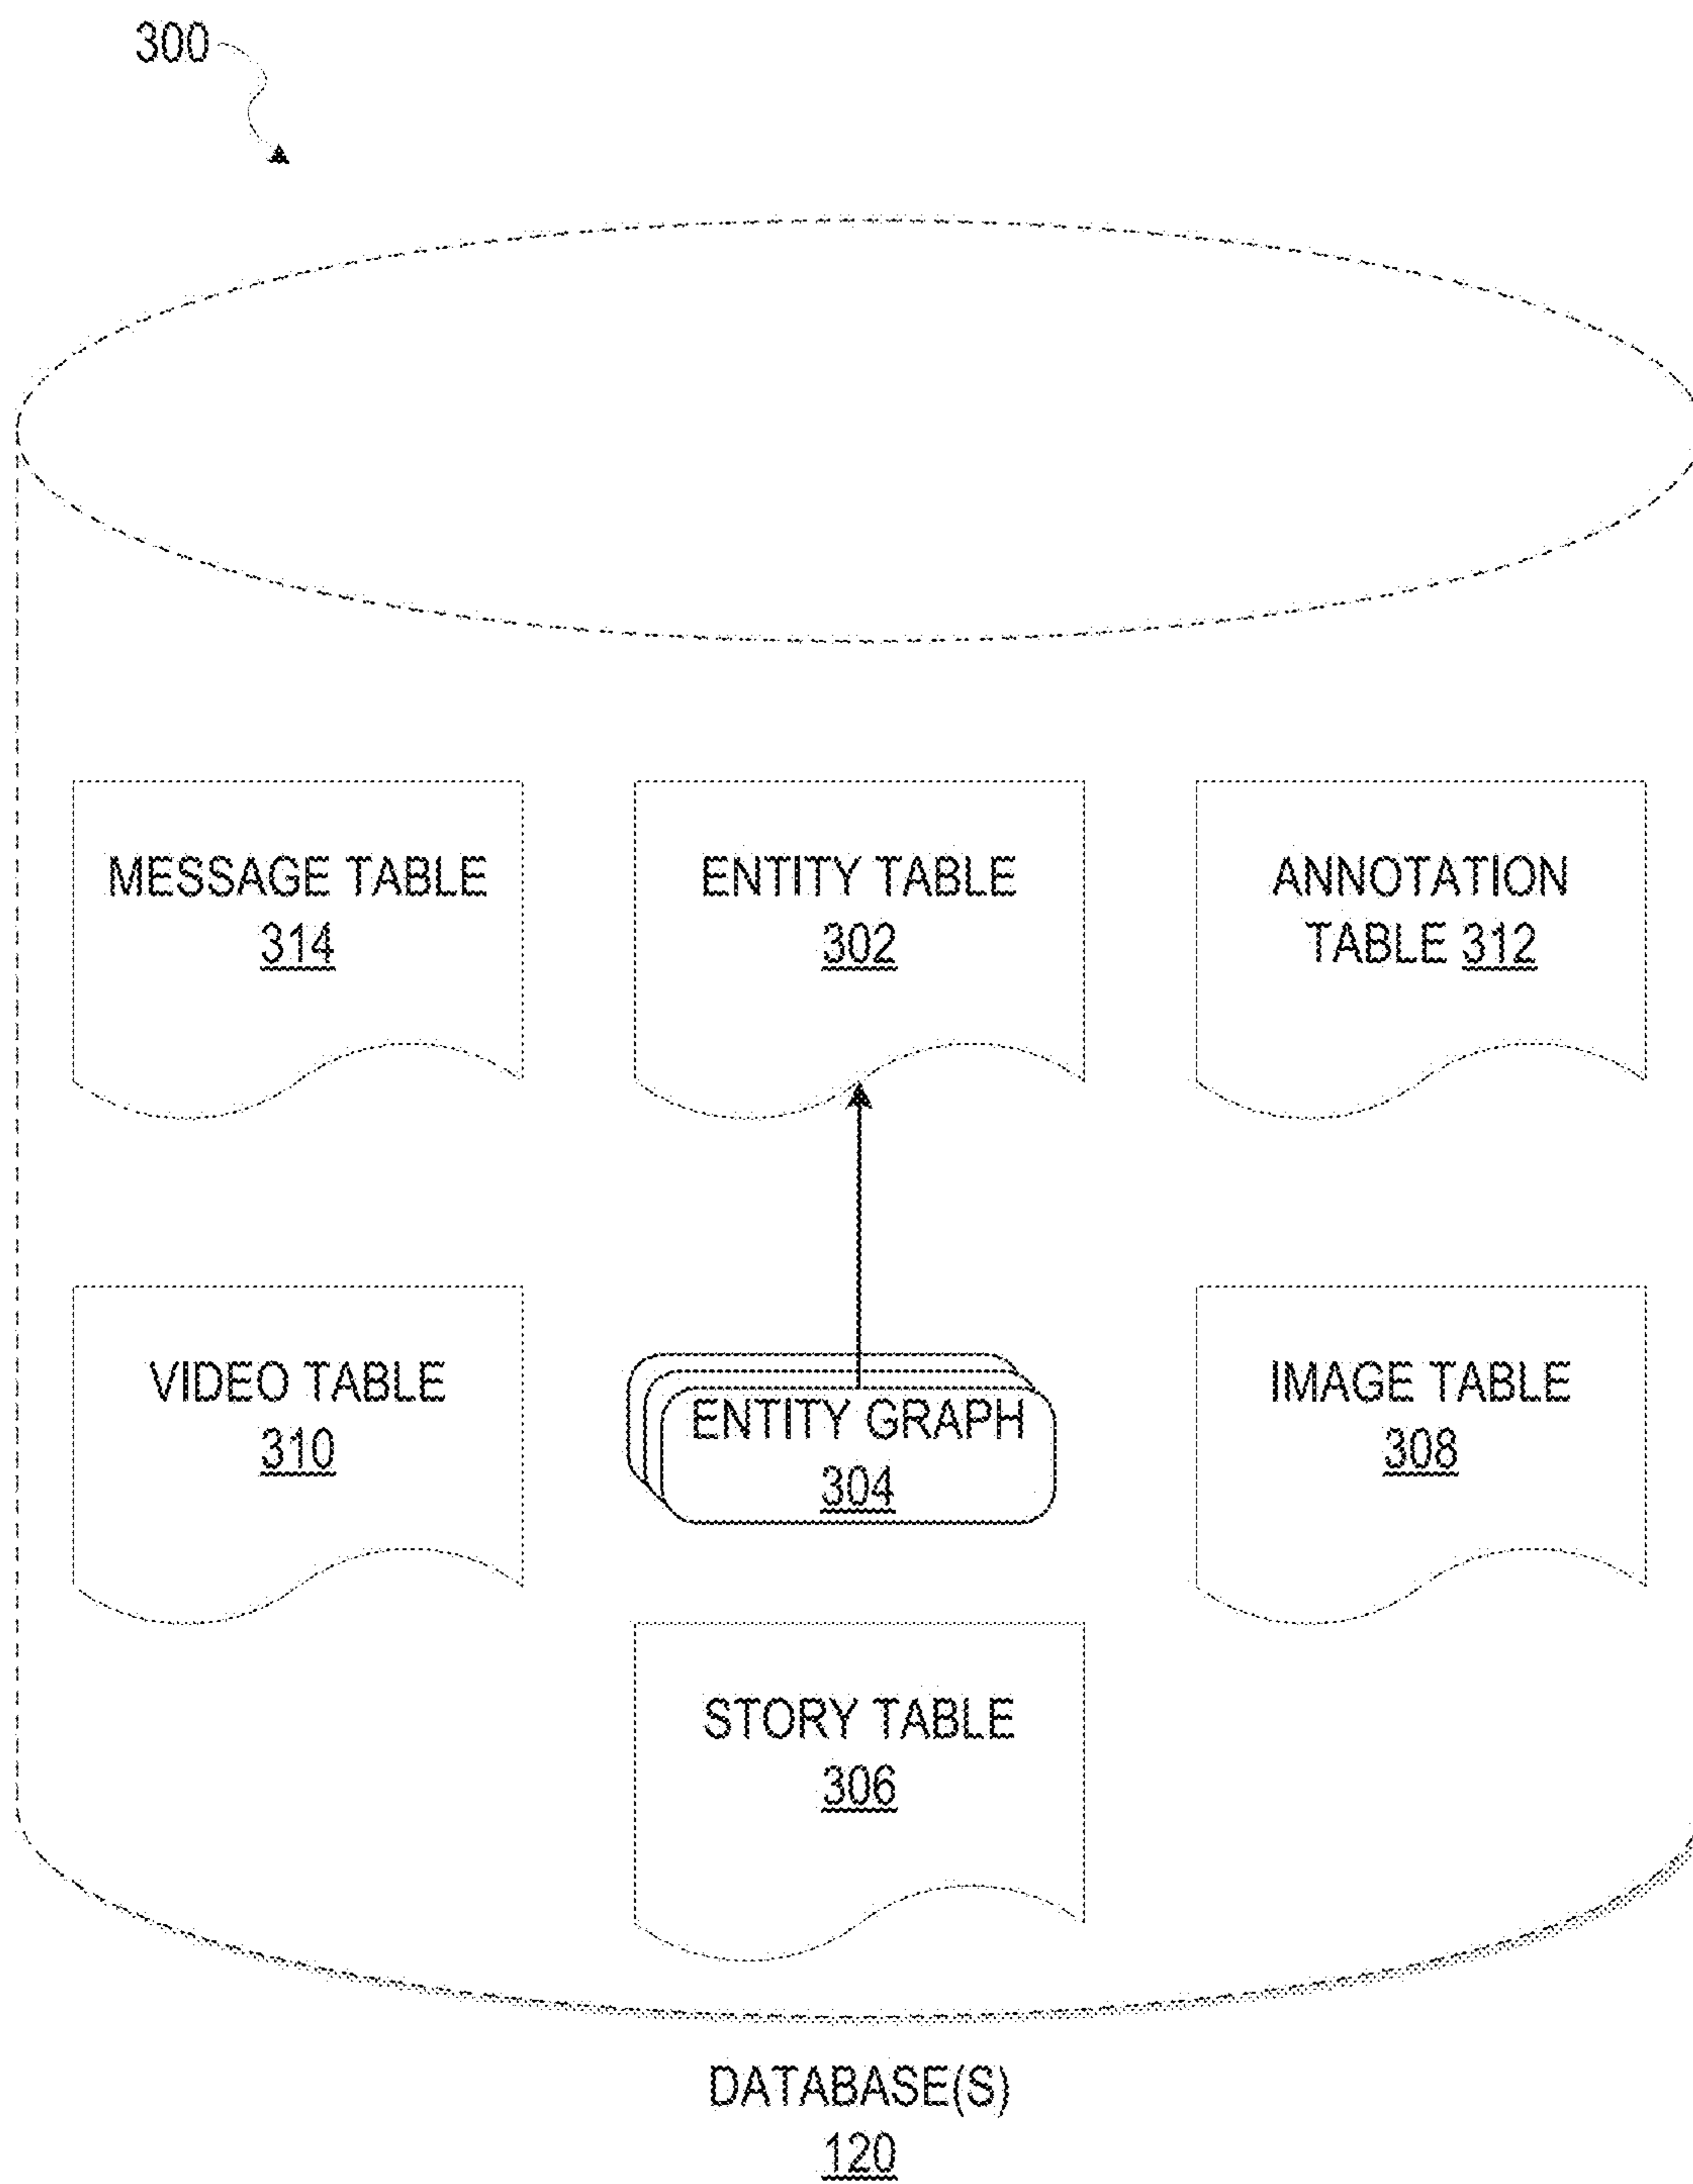 300
MESSAGE TABLE
314
ENTITY TABLE
302
ANNOTATION
TABLE 312
VIDEO TABLE
310
ENTITY GRAPH
304
IMAGE TABLE
308
STORY TABLE
306
DATABASE(S)
120